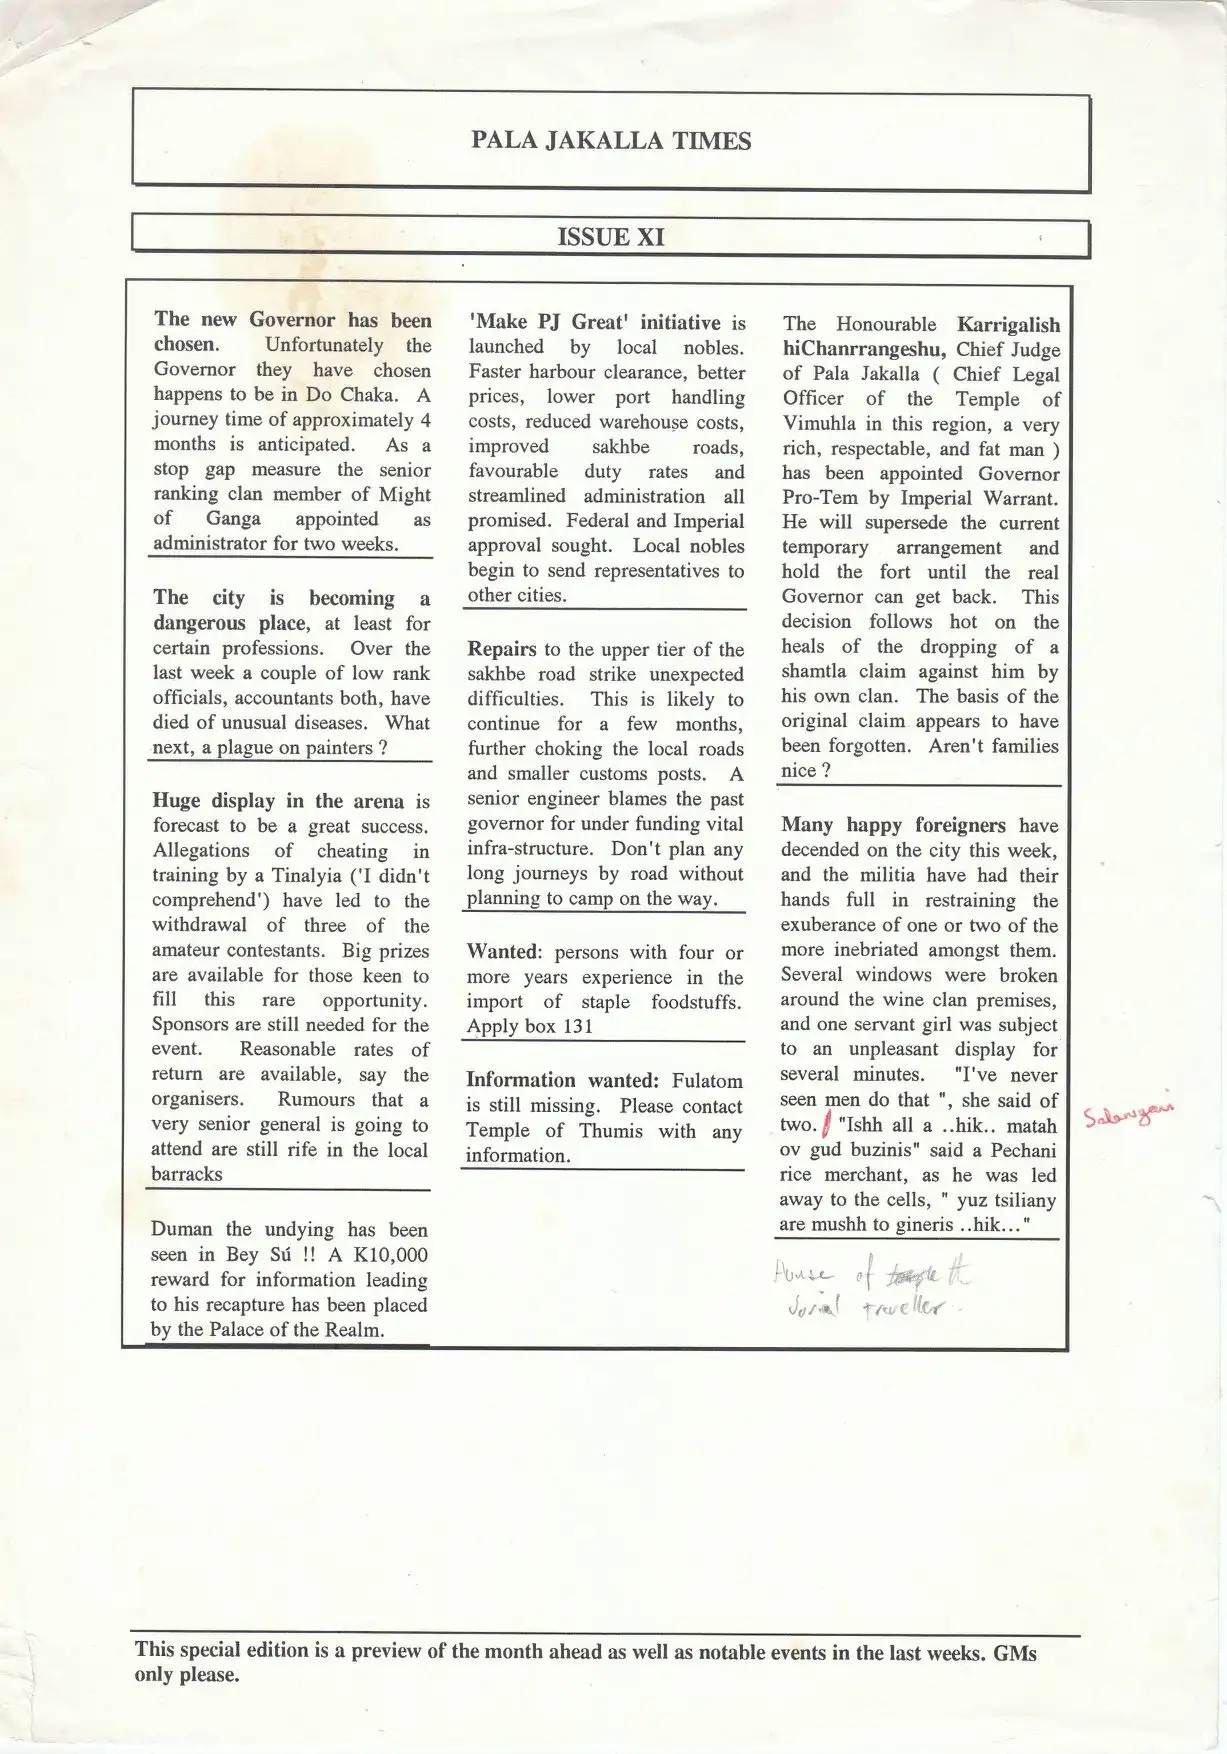 PALA JAKALLA TIMES
ISSUE XI
The new Governor has been
chosen. Unfortunately the
Governor they have chosen
happens to be in Do Chaka. A
journey time of approximately 4
months is anticipated. As a
stop gap measure the senior
ranking clan member of Might
of Ganga appointed as
administrator for two weeks.
The city is becoming a
dangerous place, at least for
certain professions. Over the
last week a couple of low rank
officials, accountants both, have
died of unusual diseases. What
next, a plague on painters ?
Huge display in the arena is
forecast to be a great success.
Allegations of cheating in
training by a Tinalyia ('I didn't
comprehend') have led to the
withdrawal of three of the
amateur contestants. Big prizes
are available for those keen to
fill this rare opportunity.
Sponsors are still needed for the
event. Reasonable rates of
return are available, say the
organisers. Rumours that a
very senior general is going to
attend are still rife in the local
barracks
Duman the undying has been
seen in Bey Sú !! A K10,000
reward for information leading
to his recapture has been placed
by the Palace of the Realm.
'Make PJ Great' initiative is
launched by local nobles.
Faster harbour clearance, better
prices, lower port handling
costs, reduced warehouse costs,
improved sakhbe roads,
favourable duty rates and
streamlined administration all
promised. Federal and Imperial
approval sought. Local nobles
begin to send representatives to
other cities.
Repairs to the upper tier of the
sakhbe road strike unexpected
difficulties. This is likely to
continue for a few months,
further choking the local roads
and smaller customs posts. A
senior engineer blames the past
governor for under funding vital
infra-structure. Don't plan any
long journeys by road without
planning to camp on the way.
Wanted: persons with four or
more years experience in the
import of staple foodstuffs.
Apply box 131
Information wanted: Fulatom
is still missing. Please contact
Temple of Thumis with any
information.
The Honourable Karrigalish
hiChanrrangeshu, Chief Judge
of Pala Jakalla ( Chief Legal
Officer of the Temple of
Vimuhla in this region, a very
rich, respectable, and fat man )
has been appointed Governor
Pro-Tem by Imperial Warrant.
He will supersede the current
temporary arrangement and
hold the fort until the real
Governor can get back. This
decision follows hot on the
heals of the dropping of a
shamtla claim against him by
his own clan. The basis of the
original claim appears to have
been forgotten. Aren't families
nice ?
Many happy foreigners have
decended on the city this week,
and the militia have had their
hands full in restraining the
exuberance of one or two of the
more inebriated amongst them.
Several windows were broken
around the wine clan premises,
and one servant girl was subject
to an unpleasant display for
several minutes. "I've never
seen men do that ", she said of
two. "Ishh all a ..hik.. matah
ov gud buzinis" said a Pechani
rice merchant, as he was led
away to the cells, " yuz tsiliany
are mushh to gineris ..hik..."
House of
traveller
This special edition is a preview of the month ahead as well as notable events in the last weeks. GMs
only please.